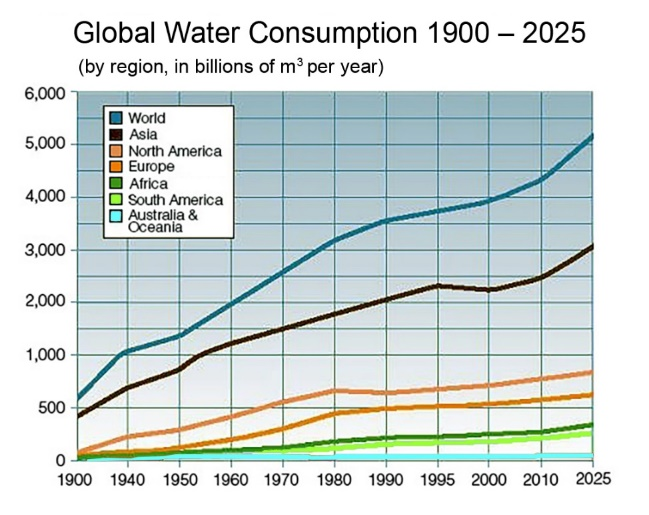 Global Water Consumption 1900 – 2025
(by region, in billions of m³ per year)
6,000
5,000
4,000
3,000
2,000
1,000
500
0
World
Asia
North America
Europe
Africa
South America
Australia &
Oceania
1900 1940 1950 1960 1970 1980 1990 1995 2000 2010 2025